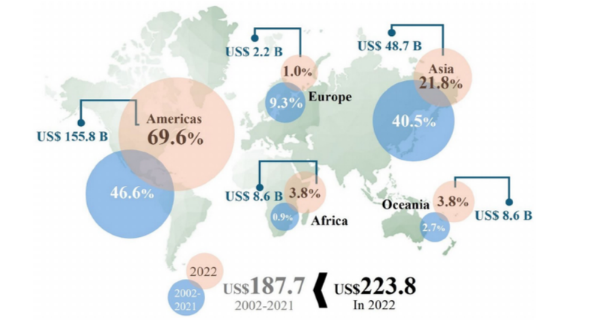 US$ 2.2 B
US$ 48.7 B
1.0%
Asia
21.8%
9.3%
Europe
Americas
69.6%
40.5%
US$ 155.8 B
46.6%
US$ 8.6 B
3.8%
0.9%
Africa
Oceania
3.8%
US$ 8.6 B
2.7%
2022
2002-
2021
US$187.7
2002-2021
US$223.8
In 2022